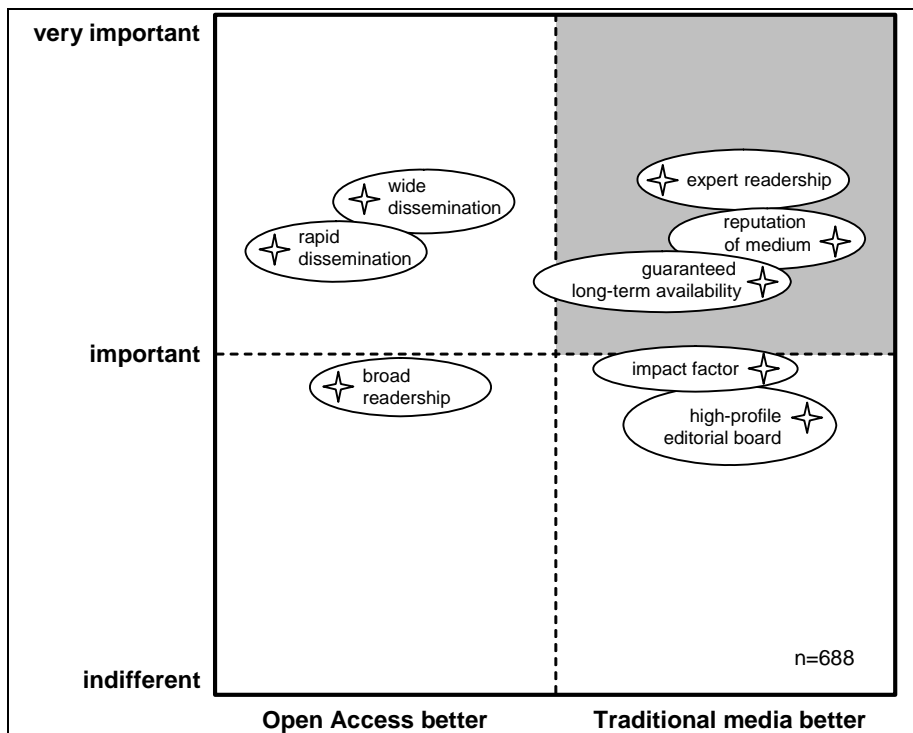 very important
wide
dissemination
rapid
dissemination
expert readership
reputation
of medium
guaranteed
long-term availability
important
broad
readership
impact factor
high-profile
editorial board
n=688
indifferent
Open Access better
Traditional media better